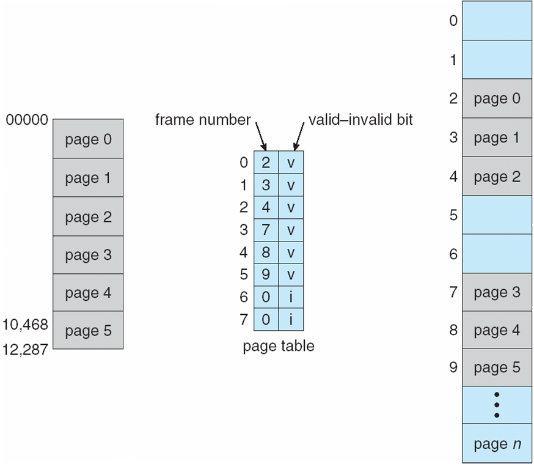 00000
page 0
page 1
page 2
page 3
page 4
10,468
page 5
12,287
frame number
valid–invalid bit
0 2 v
1 3 v
2 4 v
3 7 v
4 8 v
5 9 v
6 0 i
7 0 i
page table
0
1
2 page 0
3 page 1
4 page 2
5
6
7 page 3
8 page 4
9 page 5
page n